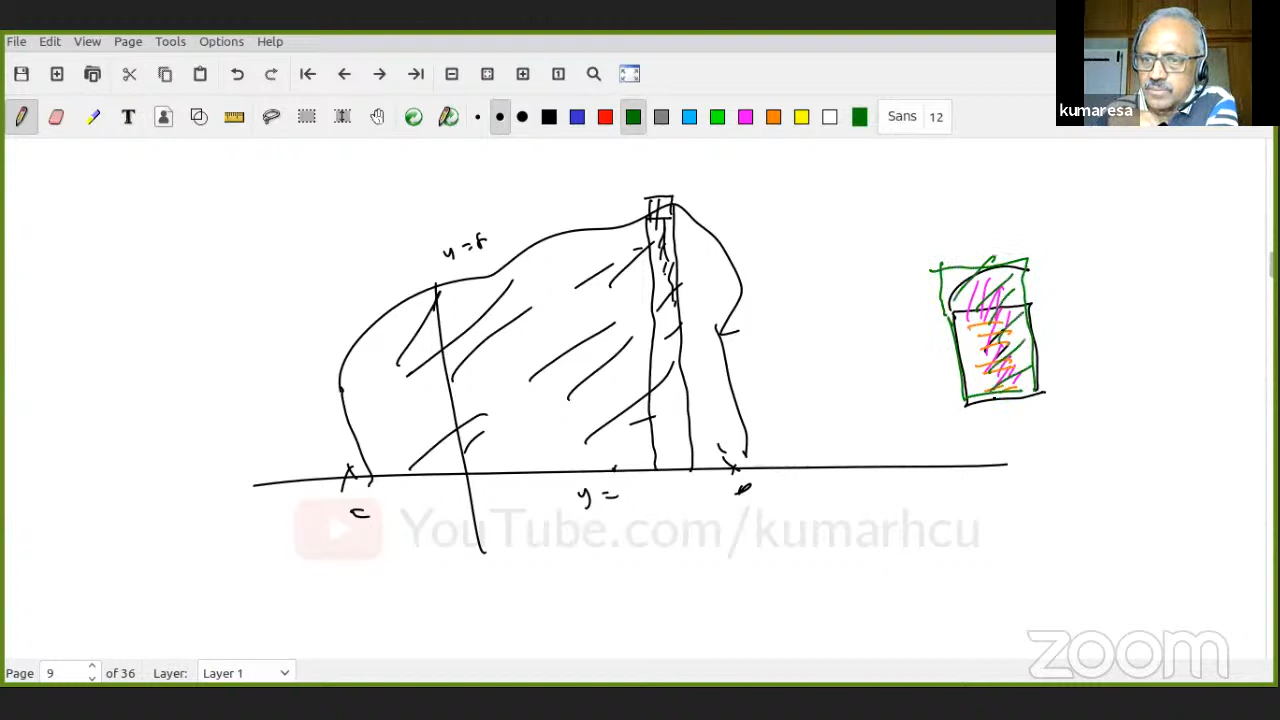 File Edit View Page Tools Options Help
kumaresa
Sans 12
y =
c
YouTube.com/kumarhcu
zoom
Page 9 of 36 Layer: Layer 1